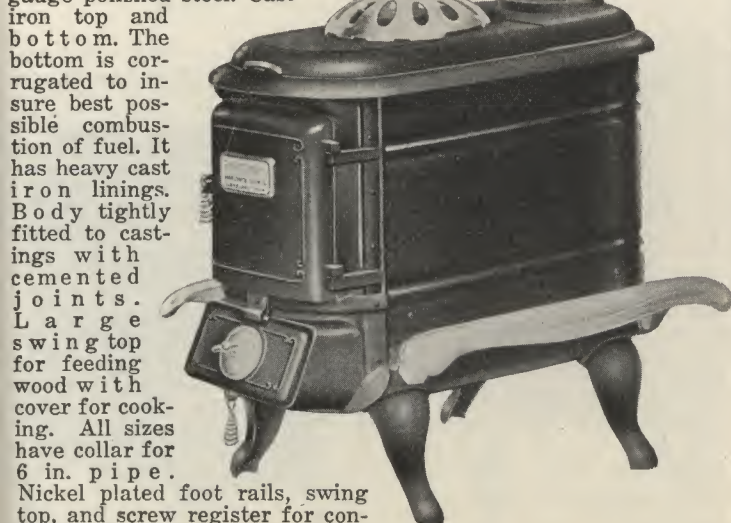 iron top and
bottom. The
bottom is cor-
rugated to in-
sure best pos-
sible combus-
tion of fuel. It
has heavy cast
iron linings.
Body tightly
fitted to cast-
ings with
cemented
joints.
Large
swing top
for feeding
wood with
cover for cook-
ing. All sizes
have collar for
6 in. pipe.
Nickel plated foot rails, swing
top, and screw register for con-